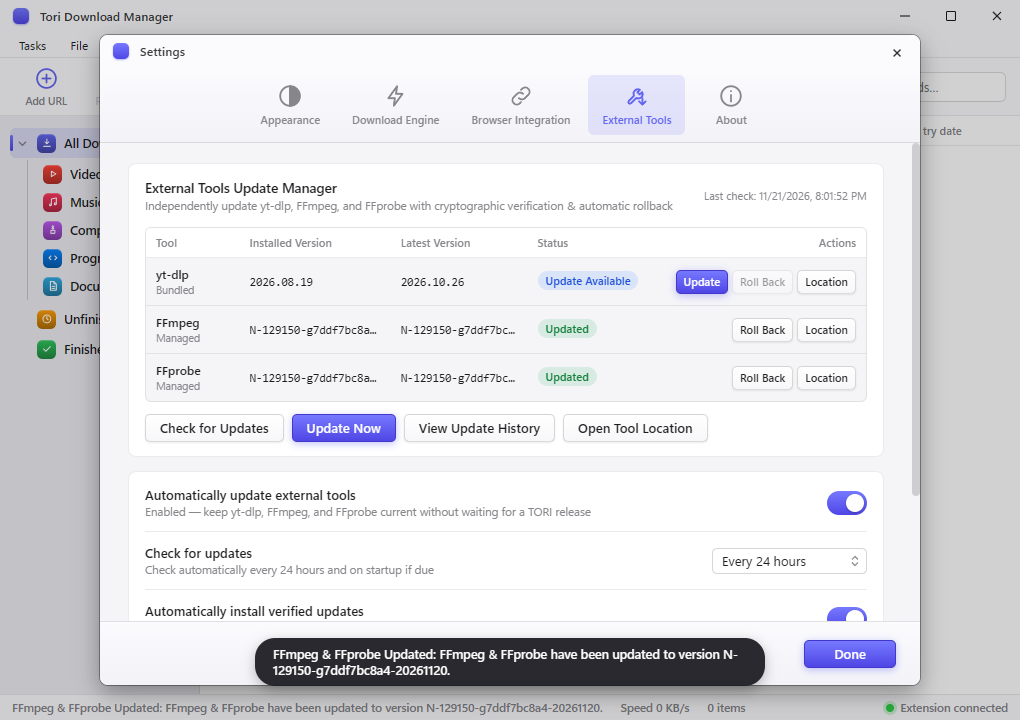 Tori Download Manager
Tasks
File
Settings
Add URL
ds...
Appearance
Download Engine
Browser Integration
External Tools
About
try date
All Do
Video
Musi
Comp
Progr
Docu
Unfini
Finishe
External Tools Update Manager
Independently update yt-dlp, FFmpeg, and FFprobe with cryptographic verification & automatic rollback
Last check: 11/21/2026, 8:01:52 PM
Tool Installed Version Latest Version Status Actions
yt-dlp
Bundled
2026.08.19 2026.10.26 Update Available Update Roll Back Location
FFmpeg
Managed
N-129150-g7ddf7bc8a… N-129150-g7ddf7bc… Updated Roll Back Location
FFprobe
Managed
N-129150-g7ddf7bc8a… N-129150-g7ddf7bc… Updated Roll Back Location
Check for Updates Update Now View Update History Open Tool Location
Automatically update external tools
Enabled — keep yt-dlp, FFmpeg, and FFprobe current without waiting for a TORI release
Check for updates
Check automatically every 24 hours and on startup if due
Every 24 hours
Automatically install verified updates
FFmpeg & FFprobe Updated: FFmpeg & FFprobe have been updated to version N-
129150-g7ddf7bc8a4-20261120.
Done
FFmpeg & FFprobe Updated: FFmpeg & FFprobe have been updated to version N-129150-g7ddf7bc8a4-20261120. Speed 0 KB/s 0 items Extension connected